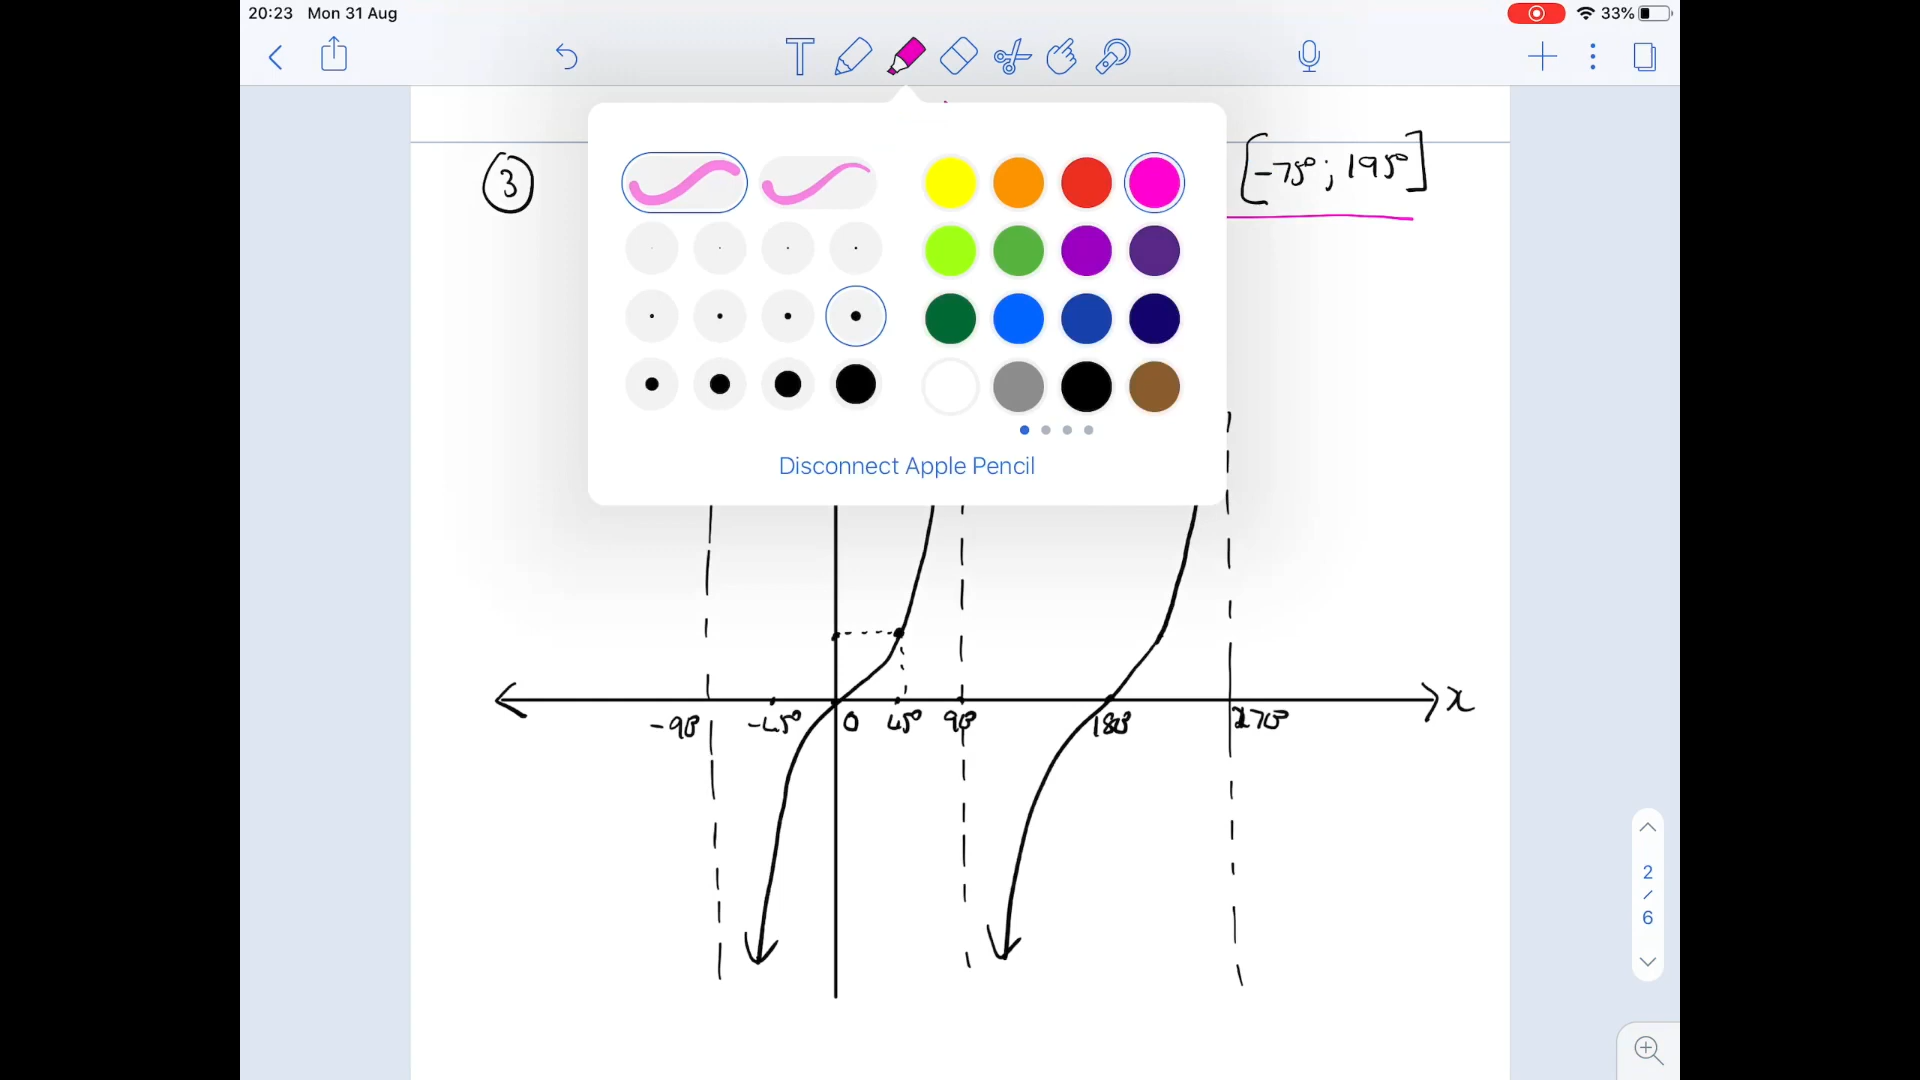 20:23 Mon 31 Aug 33%
T
③ [-75°; 195°]
Disconnect Apple Pencil
x
-90° -45° 0 45° 90° 180° 270°
2
/
6